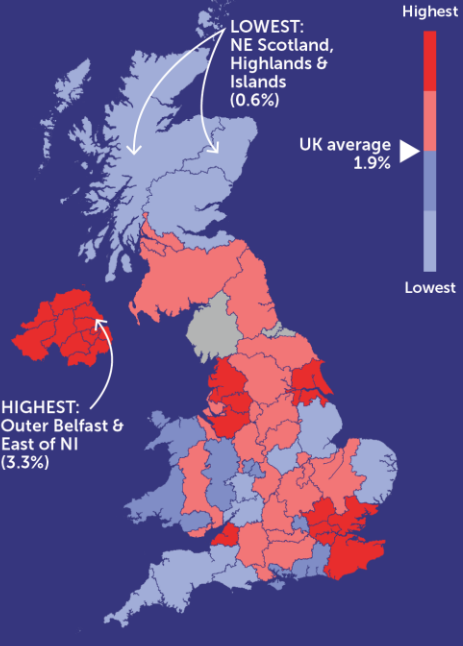 Highest
LOWEST:
NE Scotland,
Highlands &
Islands
(0.6%)
UK average
1.9%
Lowest
HIGHEST:
Outer Belfast &
East of NI
(3.3%)